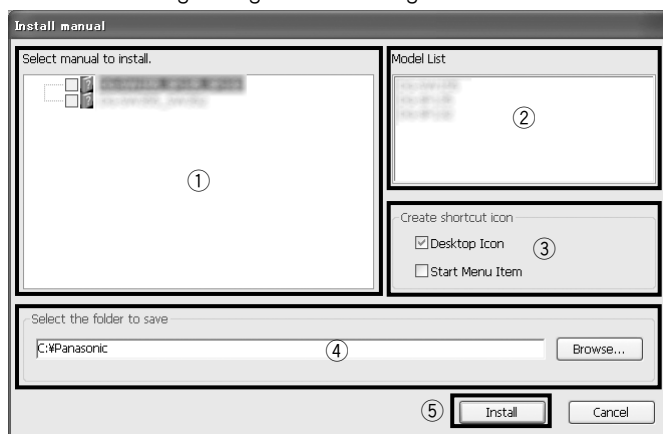 Install manual
Select manual to install.
①
Model List
②
Create shortcut icon
Desktop Icon
③
Start Menu Item
Select the folder to save
C:¥Panasonic
④
Browse...
⑤
Install
Cancel